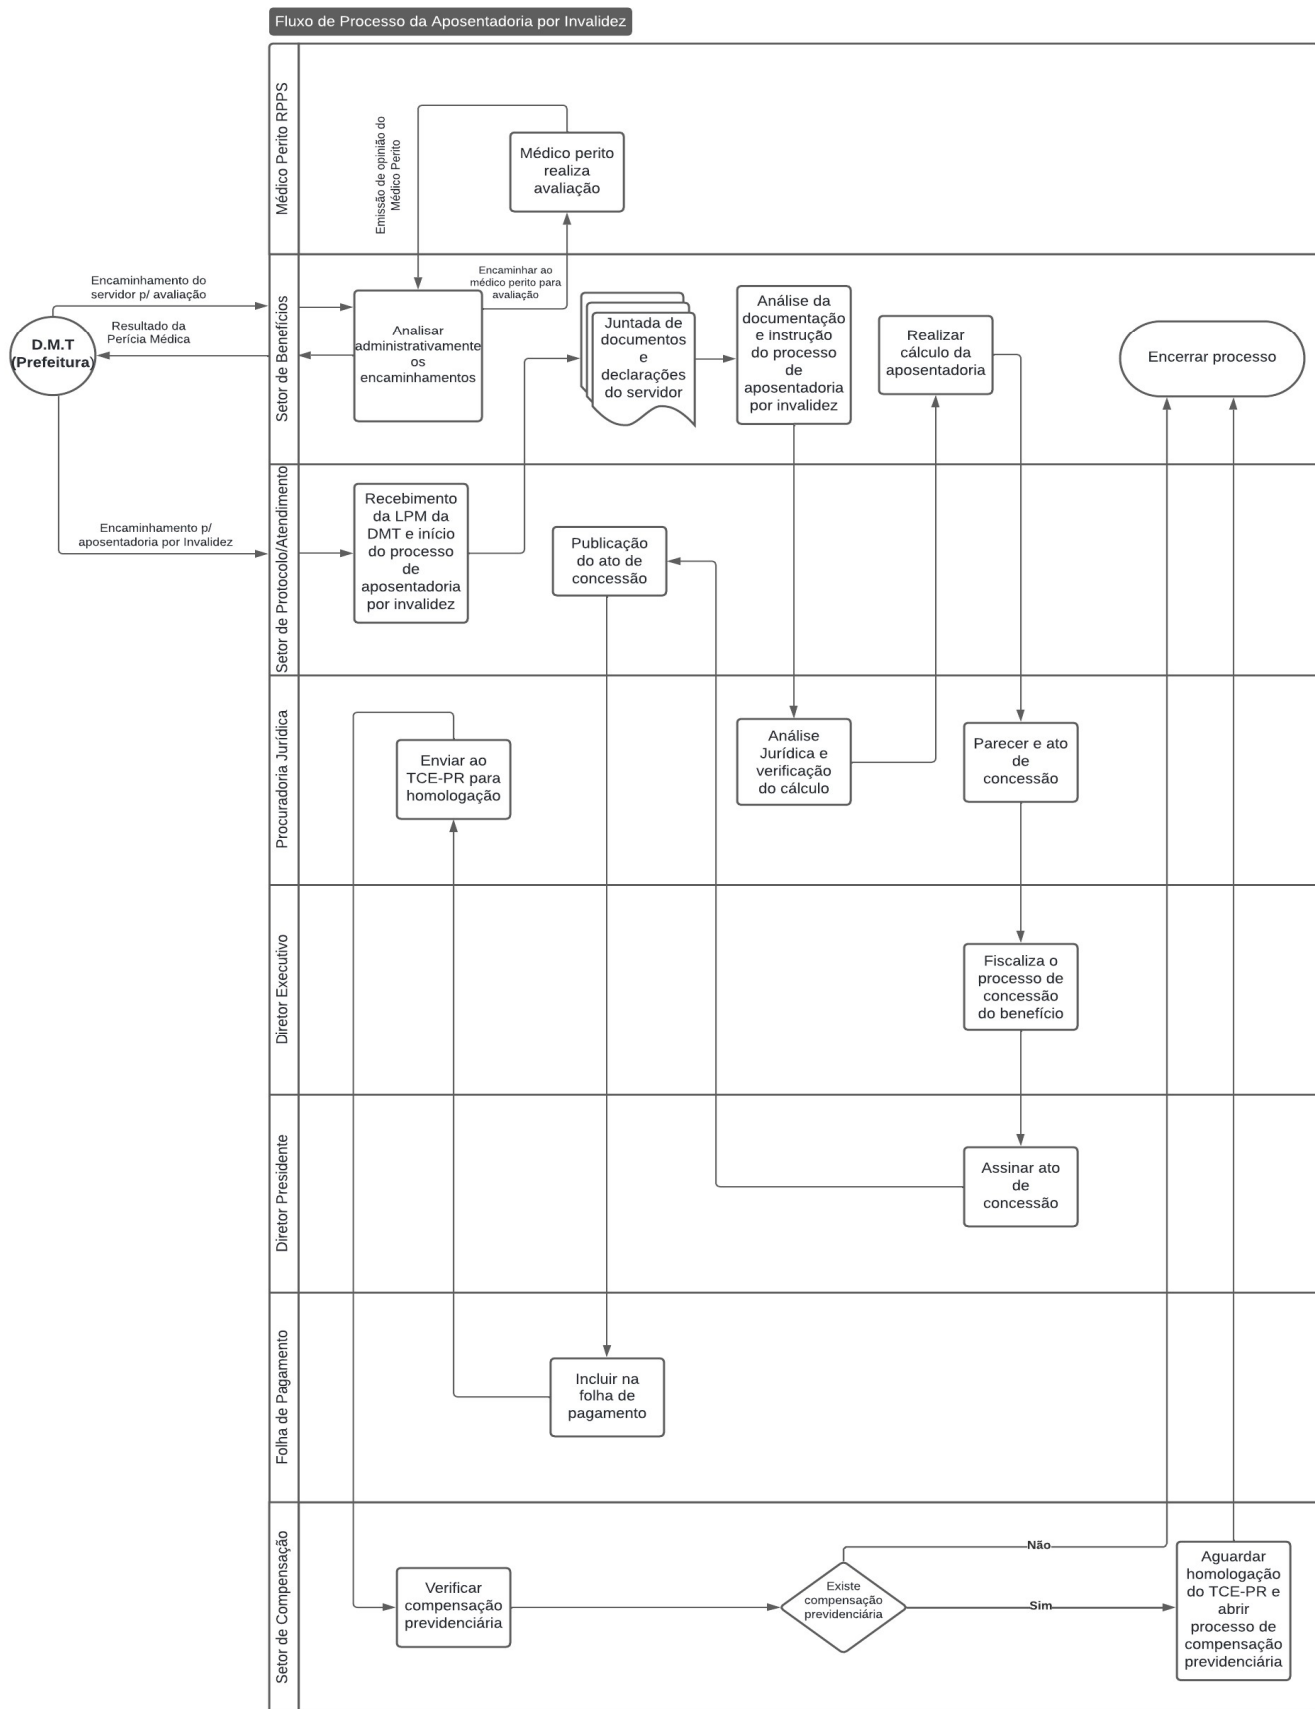 Fluxo de Processo da Aposentadoria por Invalidez
Médico Perito RPPS
Emissão de opinião do
Médico Perito
Médico perito
realiza
avaliação
Setor de Benefícios
Encaminhamento do
servidor p/ avaliação
Resultado da
Perícia Médica
D.M.T
(Prefeitura)
Encaminhar ao
médico perito para
avaliação
Analisar
administrativamente
os
encaminhamentos
Juntada de
documentos
e
declarações
do servidor
Análise da
documentação
e instrução
do processo
de
aposentadoria
por invalidez
Realizar
cálculo da
aposentadoria
Encerrar processo
Setor de Protocolo/Atendimento
Encaminhamento p/
aposentadoria por Invalidez
Recebimento
da LPM da
DMT e início
do processo
de
aposentadoria
por invalidez
Publicação
do ato de
concessão
Procuradoria Jurídica
Enviar ao
TCE-PR para
homologação
Análise
Jurídica e
verificação
do cálculo
Parecer e ato
de
concessão
Diretor Executivo
Fiscaliza o
processo de
concessão
do benefício
Diretor Presidente
Assinar ato
de
concessão
Folha de Pagamento
Incluir na
folha de
pagamento
Setor de Compensação
Verificar
compensação
previdenciária
Existe
compensação
previdenciária
Não
Sim
Aguardar
homologação
do TCE-PR e
abrir
processo de
compensação
previdenciária